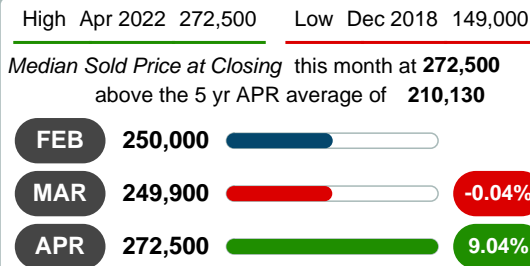 High Apr 2022 272,500 Low Dec 2018 149,000
Median Sold Price at Closing this month at 272,500
above the 5 yr APR average of 210,130
FEB 250,000
MAR 249,900 -0.04%
APR 272,500 9.04%